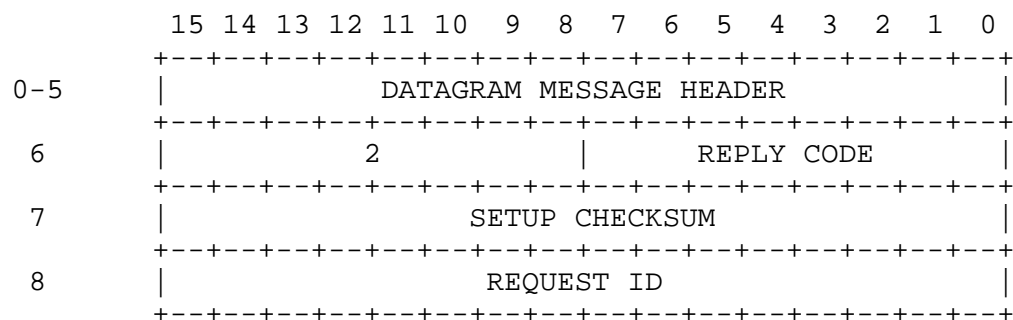 15 14 13 12 11 10 9 8 7 6 5 4 3 2 1 0
+--+--+--+--+--+--+--+--+--+--+--+--+--+--+--+--+
0-5 | DATAGRAM MESSAGE HEADER |
+--+--+--+--+--+--+--+--+--+--+--+--+--+--+--+--+
6 | 2 | REPLY CODE |
+--+--+--+--+--+--+--+--+--+--+--+--+--+--+--+--+
7 | SETUP CHECKSUM |
+--+--+--+--+--+--+--+--+--+--+--+--+--+--+--+--+
8 | REQUEST ID |
+--+--+--+--+--+--+--+--+--+--+--+--+--+--+--+--+